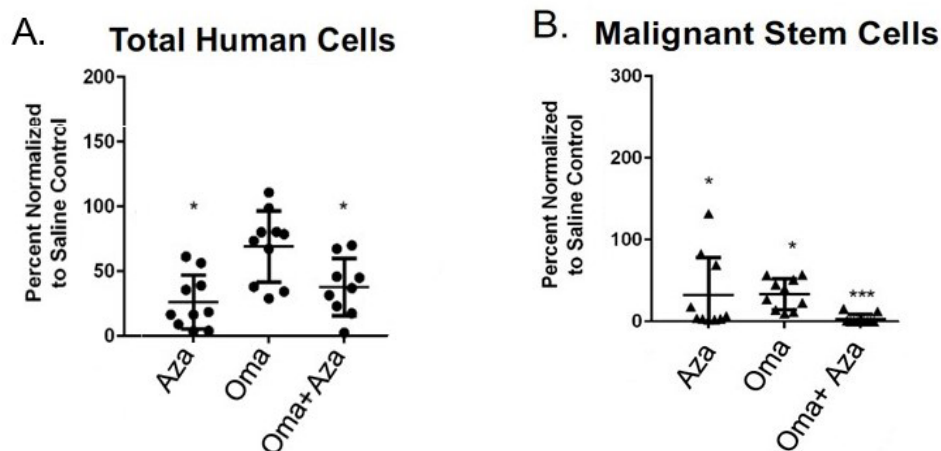 A.
Total Human Cells
Percent Normalized
to Saline Control
200
150
100
50
0
*
*
Aza
Oma
Oma+ Aza
B.
Malignant Stem Cells
Percent Normalized
to Saline Control
300
200
100
0
*
*
***
Aza
Oma
Oma+ Aza